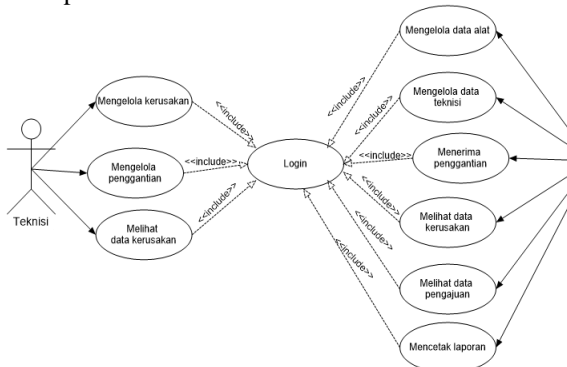 Mengelola data alat
<<include>>
Mengelola kerusakan
<<include>>
Mengelola data
teknisi
<<include>>
Mengelola
penggantian
<<include>>
Login
<<include>>
Menerima
penggantian
Teknisi
Melihat
data kerusakan
<<include>>
<<include>>
Melihat data
kerusakan
<<include>>
Melihat data
pengajuan
<<include>>
Mencetak laporan